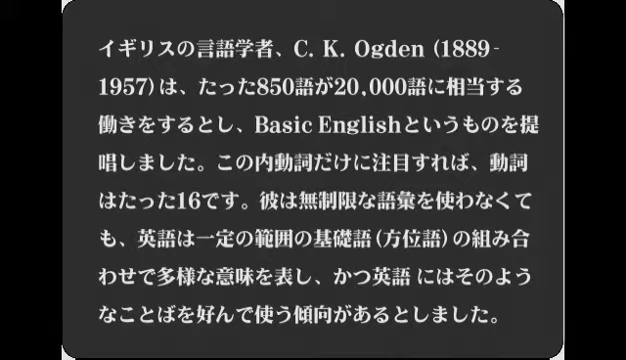 イギリスの言語学者、C. K. Ogden (1889-
1957) は、たった850語が20,000語に相当する
働きをするとし、Basic Englishというものを提
唱しました。この内動詞だけに注目すれば、動詞
はたった16です。彼は無制限な語彙を使わなくて
も、英語は一定の範囲の基礎語 (方位語) の組み合
わせで多様な意味を表し、かつ英語 にはそのよう
なことばを好んで使う傾向があるとしました。